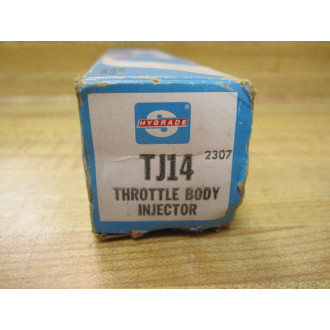 HYGRADE
TJ14 2307
THROTTLE BODY
INJECTOR